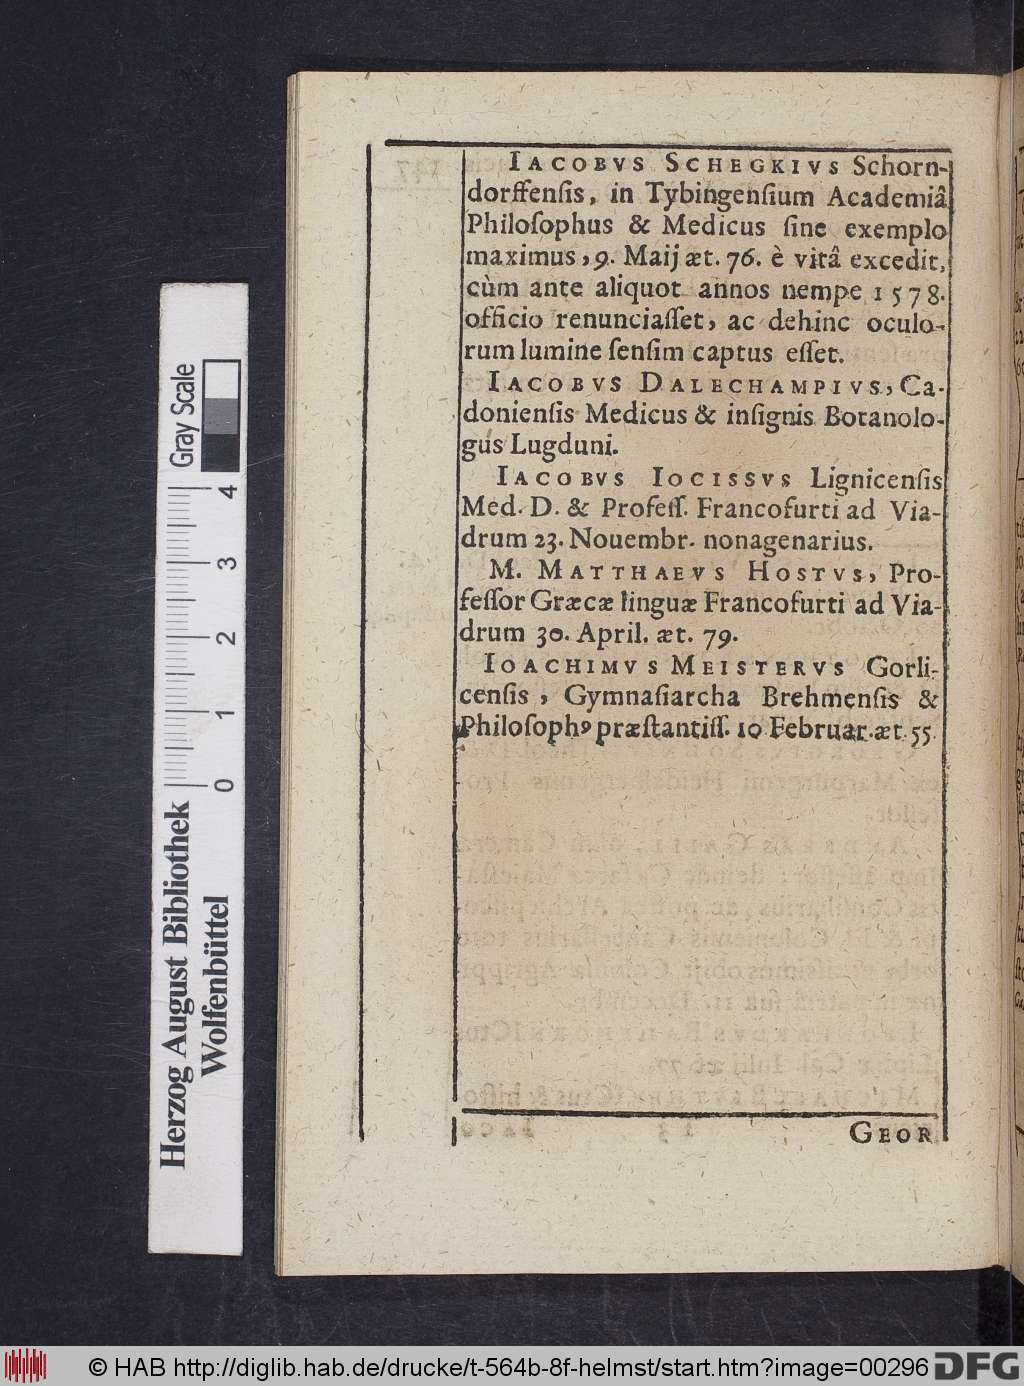 IACOBVS SCHEGKIVS Schorn-
dorffenſis, in Tybingenſium Academiâ
Philoſophus & Medicus ſine exemplo
maximus, 9. Maij æt. 76. è vitâ excedit,
cùm ante aliquot annos nempe 1578.
officio renunciaſſet, ac dehinc oculo-
rum lumine ſenſim captus eſſet.
IACOBVS DALECHAMPIVS, Ca-
donienſis Medicus & inſignis Botanolo-
gus Lugduni.
IACOBVS IOCISSVS Lignicenſis
Med. D. & Profeſſ. Francofurti ad Via-
drum 23. Nouembr. nonagenarius.
M. MATTHAEVS HOSTVS, Pro-
feſſor Græcæ linguæ Francofurti ad Via-
drum 30. April. æt. 79.
IOACHIMVS MEISTERVS Gorli-
cenſis, Gymnaſiarcha Brehmenſis &
Philoſophꝰ præſtantiſſ. 10 Februar. æt. 55.
GEOR
Gray Scale
4
3
2
1
0
Herzog August Bibliothek
Wolfenbüttel
© HAB http://diglib.hab.de/drucke/t-564b-8f-helmst/start.htm?image=00296
DFG